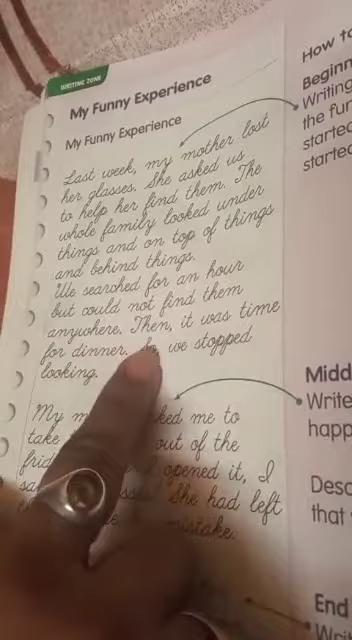 WRITING ZONE
My Funny Experience
My Funny Experience
Last week, my mother lost
her glasses. She asked us
to help her find them. The
whole family looked under
things and on top of things
and behind things.
We searched for an hour
but could not find them
anywhere. Then, it was time
for dinner. So, we stopped
looking.
My ked me to
take out of the
opened it, I
She had left
mistake.
How to
Beginn
Writing
the fun
started
started
Midd
Write
happ
Desc
that
End